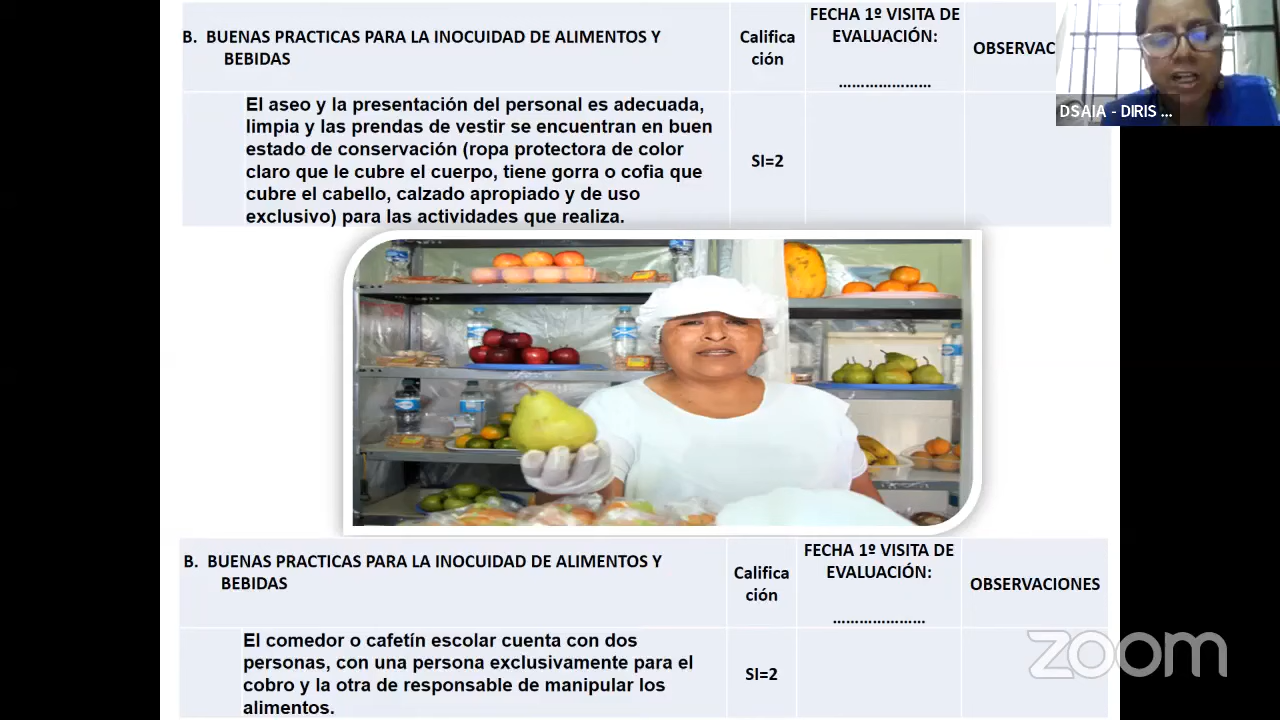 B. BUENAS PRACTICAS PARA LA INOCUIDAD DE ALIMENTOS Y
BEBIDAS
Califica
ción
FECHA 1º VISITA DE
EVALUACIÓN:
…………………
OBSERVAC
DSAIA - DIRIS ...
El aseo y la presentación del personal es adecuada,
limpia y las prendas de vestir se encuentran en buen
estado de conservación (ropa protectora de color
claro que le cubre el cuerpo, tiene gorra o cofia que
cubre el cabello, calzado apropiado y de uso
exclusivo) para las actividades que realiza.
SI=2
B. BUENAS PRACTICAS PARA LA INOCUIDAD DE ALIMENTOS Y
BEBIDAS
Califica
ción
FECHA 1º VISITA DE
EVALUACIÓN:
…………………
OBSERVACIONES
El comedor o cafetín escolar cuenta con dos
personas, con una persona exclusivamente para el
cobro y la otra de responsable de manipular los
alimentos.
SI=2
zoom